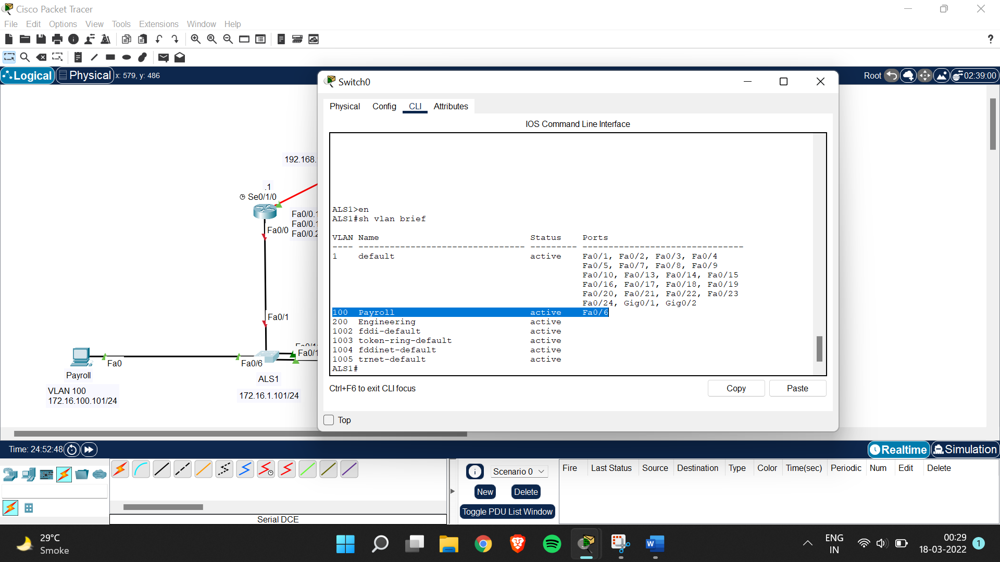 Cisco Packet Tracer
File Edit Options View Tools Extensions Window Help
Logical Physical x: 579, y: 486
Root 02:39:00
192.168.
.1
Se0/1/0
Fa0/0.1
Fa0/0.1
Fa0/0.2
Fa0/0
Fa0/1
Fa0
Fa0/6
Fa0/1
Payroll
VLAN 100
172.16.100.101/24
ALS1
172.16.1.101/24
Switch0
Physical Config CLI Attributes
IOS Command Line Interface
ALS1>en
ALS1#sh vlan brief
VLAN Name Status Ports
---- -------------------------------- --------- -------------------------------
1 default active Fa0/1, Fa0/2, Fa0/3, Fa0/4
Fa0/5, Fa0/7, Fa0/8, Fa0/9
Fa0/10, Fa0/13, Fa0/14, Fa0/15
Fa0/16, Fa0/17, Fa0/18, Fa0/19
Fa0/20, Fa0/21, Fa0/22, Fa0/23
Fa0/24, Gig0/1, Gig0/2
100 Payroll active Fa0/6
200 Engineering active
1002 fddi-default active
1003 token-ring-default active
1004 fddinet-default active
1005 trnet-default active
ALS1#
Ctrl+F6 to exit CLI focus
Copy Paste
Top
Time: 24:52:48
Realtime Simulation
Scenario 0
New Delete
Toggle PDU List Window
Fire Last Status Source Destination Type Color Time(sec) Periodic Num Edit Delete
Serial DCE
29°C
Smoke
ENG
IN
00:29
18-03-2022
1